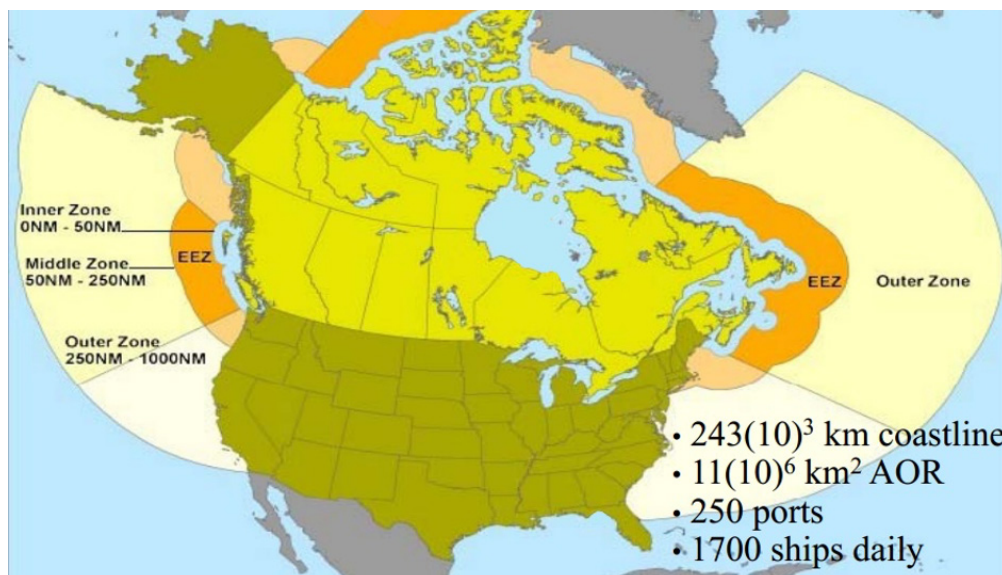 Inner Zone
0NM - 50NM
EEZ
Middle Zone
50NM - 250NM
EEZ
Outer Zone
Outer Zone
250NM - 1000NM
• 243(10)³ km coastline
• 11(10)⁶ km² AOR
• 250 ports
• 1700 ships daily